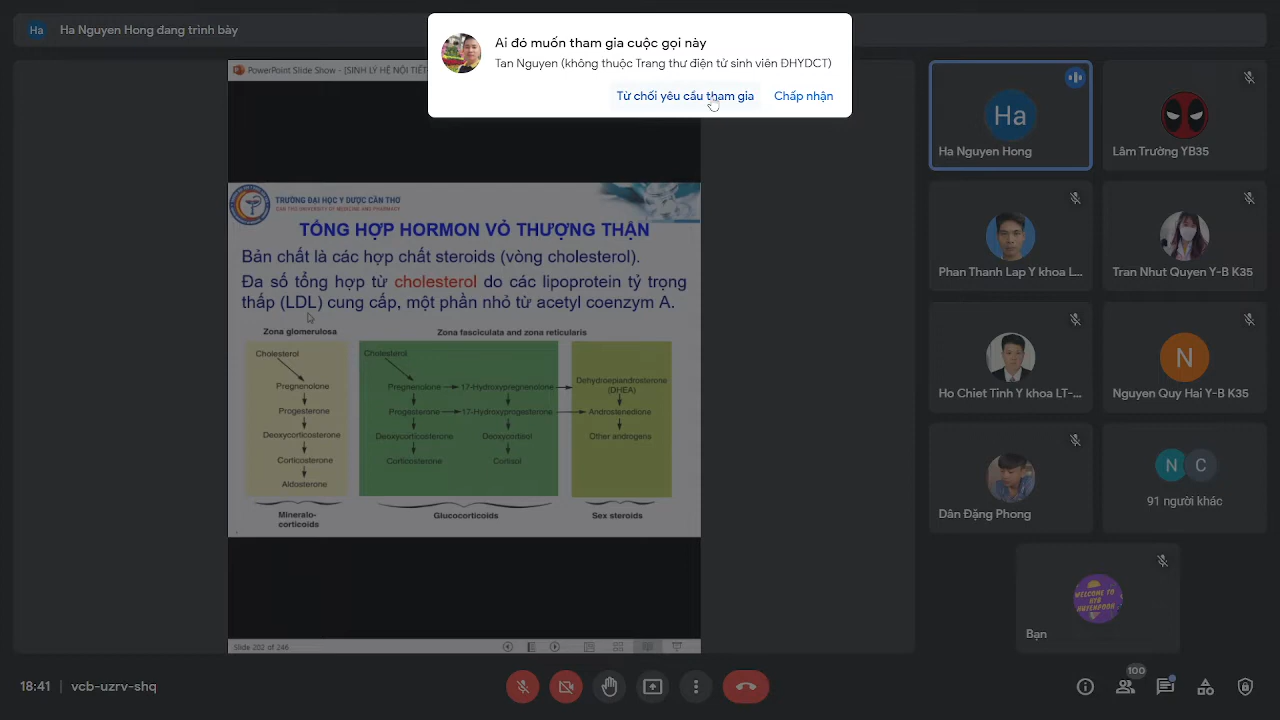 Ha
Ha Nguyen Hong đang trình bày
Ai đó muốn tham gia cuộc gọi này
Tan Nguyen (không thuộc Trang thư điện tử sinh viên DHYDCT)
Từ chối yêu cầu tham gia
Chấp nhận
PowerPoint Slide Show - [SINH LÝ HỆ NỘI TIẾT
TRƯỜNG ĐẠI HỌC Y DƯỢC CẦN THƠ
CAN THO UNIVERSITY OF MEDICINE AND PHARMACY
TỔNG HỢP HORMON VỎ THƯỢNG THẬN
Bản chất là các hợp chất steroids (vòng cholesterol).
Đa số tổng hợp từ cholesterol do các lipoprotein tỷ trọng
thấp (LDL) cung cấp, một phần nhỏ từ acetyl coenzym A.
Zona glomerulosa
Cholesterol
Pregnenolone
Progesterone
Deoxycorticosterone
Corticosterone
Aldosterone
Mineralo-
corticoids
Zona fasciculata and zona reticularis
Cholesterol
Pregnenolone
17-Hydroxypregnenolone
Progesterone
17-Hydroxyprogesterone
Deoxycorticosterone
Deoxycortisol
Corticosterone
Cortisol
Glucocorticoids
Dehydroepiandrosterone
(DHEA)
Androstenedione
Other androgens
Sex steroids
Slide 202 of 246
Ha
Ha Nguyen Hong
Lâm Trường YB35
Phan Thanh Lap Y khoa L...
Tran Nhut Quyen Y-B K35
Ho Chiet Tinh Y khoa LT-...
N
Nguyen Quy Hai Y-B K35
Dân Đặng Phong
N
C
91 người khác
WELCOME TO
Bạn
18:41 | vcb-uzrv-shq
100